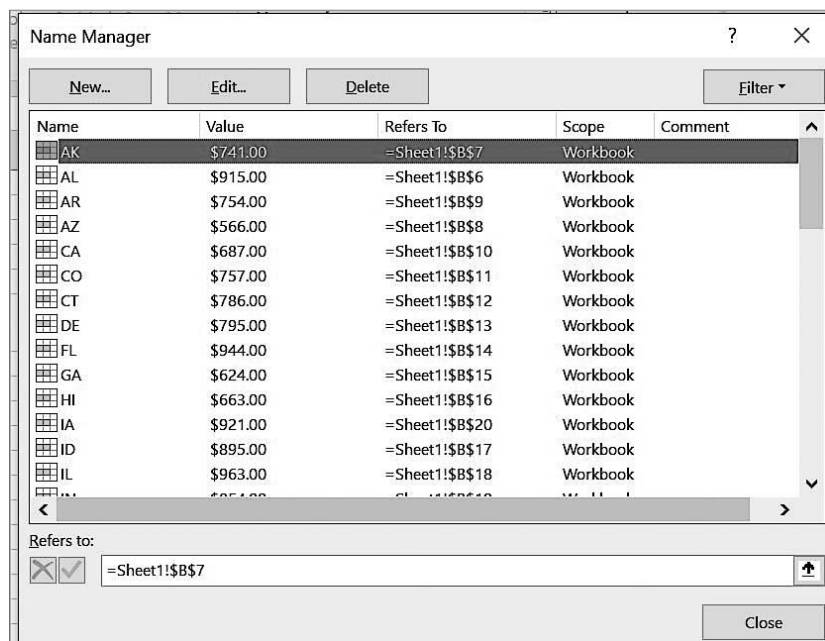 Name Manager ? ×
New... Edit... Delete Filter
Name Value Refers To Scope Comment
AK $741.00 =Sheet1!$B$7 Workbook
AL $915.00 =Sheet1!$B$6 Workbook
AR $754.00 =Sheet1!$B$9 Workbook
AZ $566.00 =Sheet1!$B$8 Workbook
CA $687.00 =Sheet1!$B$10 Workbook
CO $757.00 =Sheet1!$B$11 Workbook
CT $786.00 =Sheet1!$B$12 Workbook
DE $795.00 =Sheet1!$B$13 Workbook
FL $944.00 =Sheet1!$B$14 Workbook
GA $624.00 =Sheet1!$B$15 Workbook
HI $663.00 =Sheet1!$B$16 Workbook
IA $921.00 =Sheet1!$B$20 Workbook
ID $895.00 =Sheet1!$B$17 Workbook
IL $963.00 =Sheet1!$B$18 Workbook
Refers to:
=Sheet1!$B$7
Close